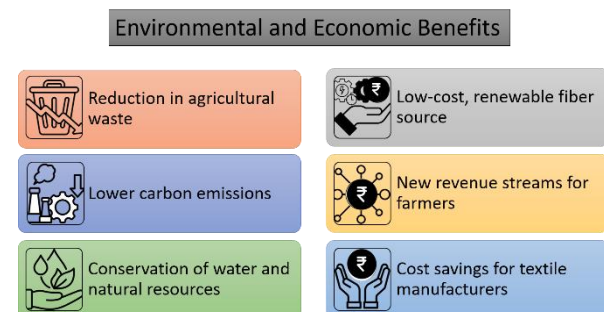 Environmental and Economic Benefits
Reduction in agricultural
waste
Lower carbon emissions
Conservation of water and
natural resources
₹
Low-cost, renewable fiber
source
₹
New revenue streams for
farmers
₹
Cost savings for textile
manufacturers